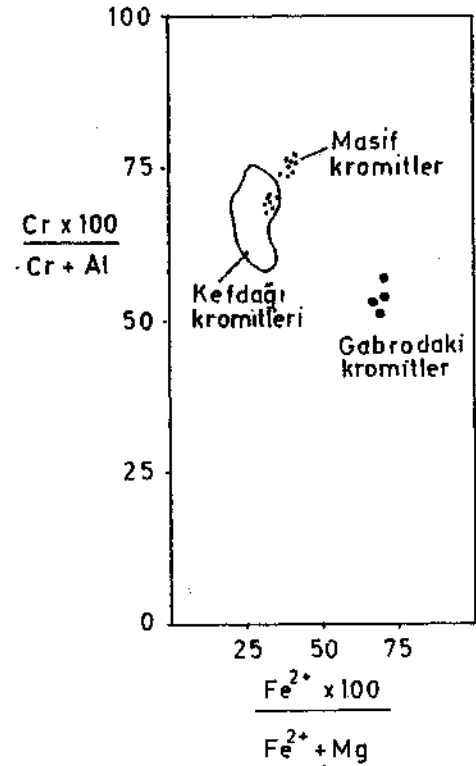 100
75
50
25
0
Cr x 100
Cr + Al
Masif
kromitler
Kefdağı
kromitleri
Gabrodaki
kromitler
25 50 75
Fe²⁺ x 100
Fe²⁺ + Mg